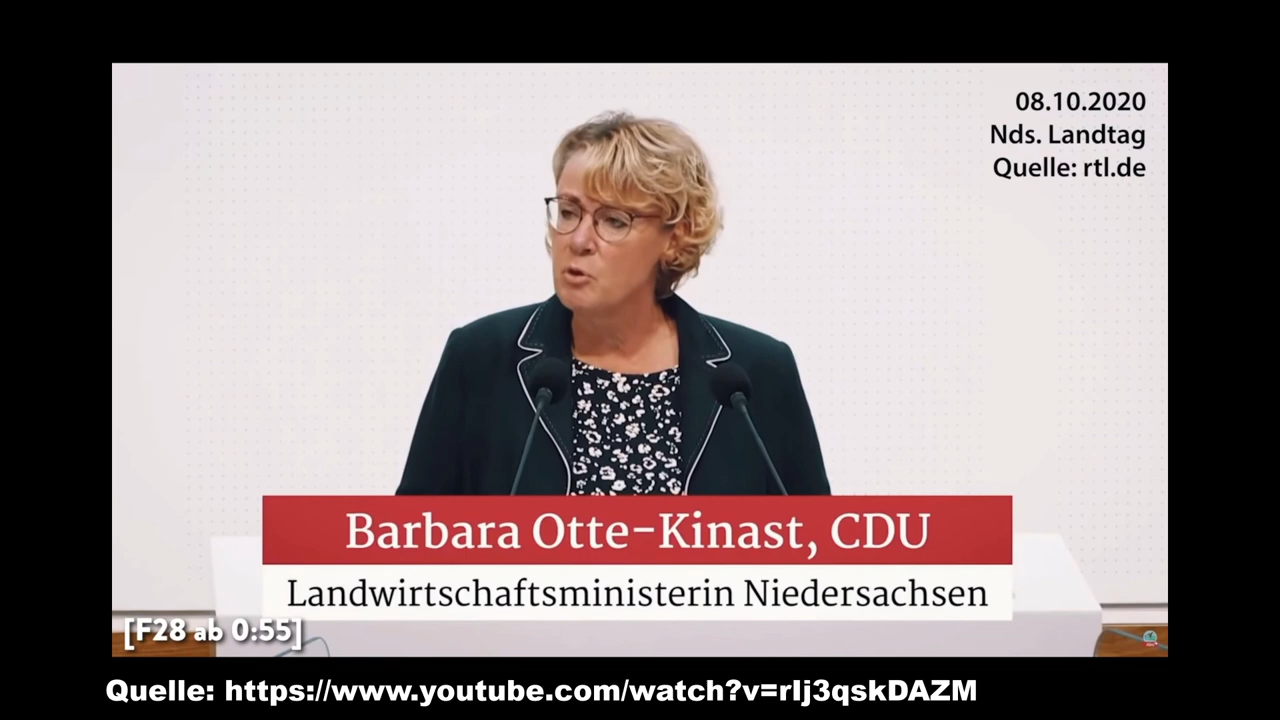 08.10.2020
Nds. Landtag
Quelle: rtl.de
Barbara Otte-Kinast, CDU
Landwirtschaftsministerin Niedersachsen
[F28 ab 0:55]
Quelle: https://www.youtube.com/watch?v=rIj3qskDAZM